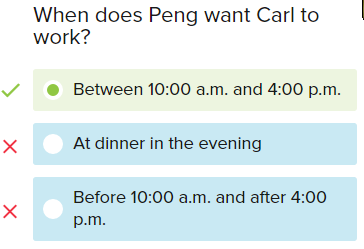 When does Peng want Carl to
work?
Between 10:00 a.m. and 4:00 p.m.
At dinner in the evening
Before 10:00 a.m. and after 4:00
p.m.